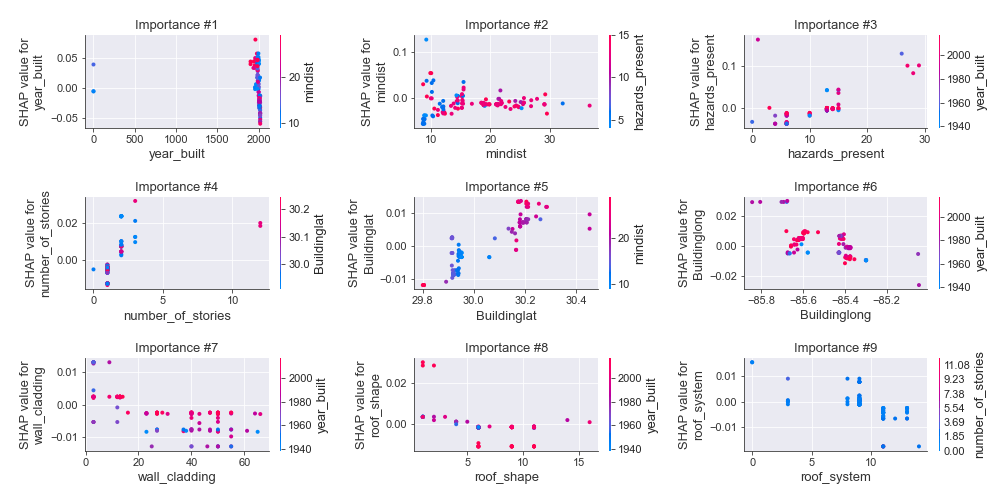 Importance #1
Importance #2
Importance #3
SHAP value for
year_built
0.05
0.00
−0.05
0
500
1000
1500
2000
year_built
20
10
mindist
SHAP value for
mindist
0.1
0.0
10
20
30
mindist
15
10
5
hazards_present
SHAP value for
hazards_present
0.1
0.0
0
10
20
30
hazards_present
2000
1980
1960
1940
year_built
Importance #4
Importance #5
Importance #6
SHAP value for
number_of_stories
0.02
0.00
0
5
10
number_of_stories
30.2
30.1
30.0
Buildinglat
SHAP value for
Buildinglat
0.01
0.00
−0.01
29.8
30.0
30.2
30.4
Buildinglat
20
10
mindist
SHAP value for
Buildinglong
0.02
0.00
−0.02
−85.8
−85.6
−85.4
−85.2
Buildinglong
2000
1980
1960
1940
year_built
Importance #7
Importance #8
Importance #9
SHAP value for
wall_cladding
0.01
0.00
−0.01
0
20
40
60
wall_cladding
2000
1980
1960
1940
year_built
SHAP value for
roof_shape
0.02
0.00
5
10
15
roof_shape
2000
1980
1960
1940
year_built
SHAP value for
roof_system
0.01
0.00
−0.01
0
5
10
roof_system
11.08
9.23
7.38
5.54
3.69
1.85
0.00
number_of_stories